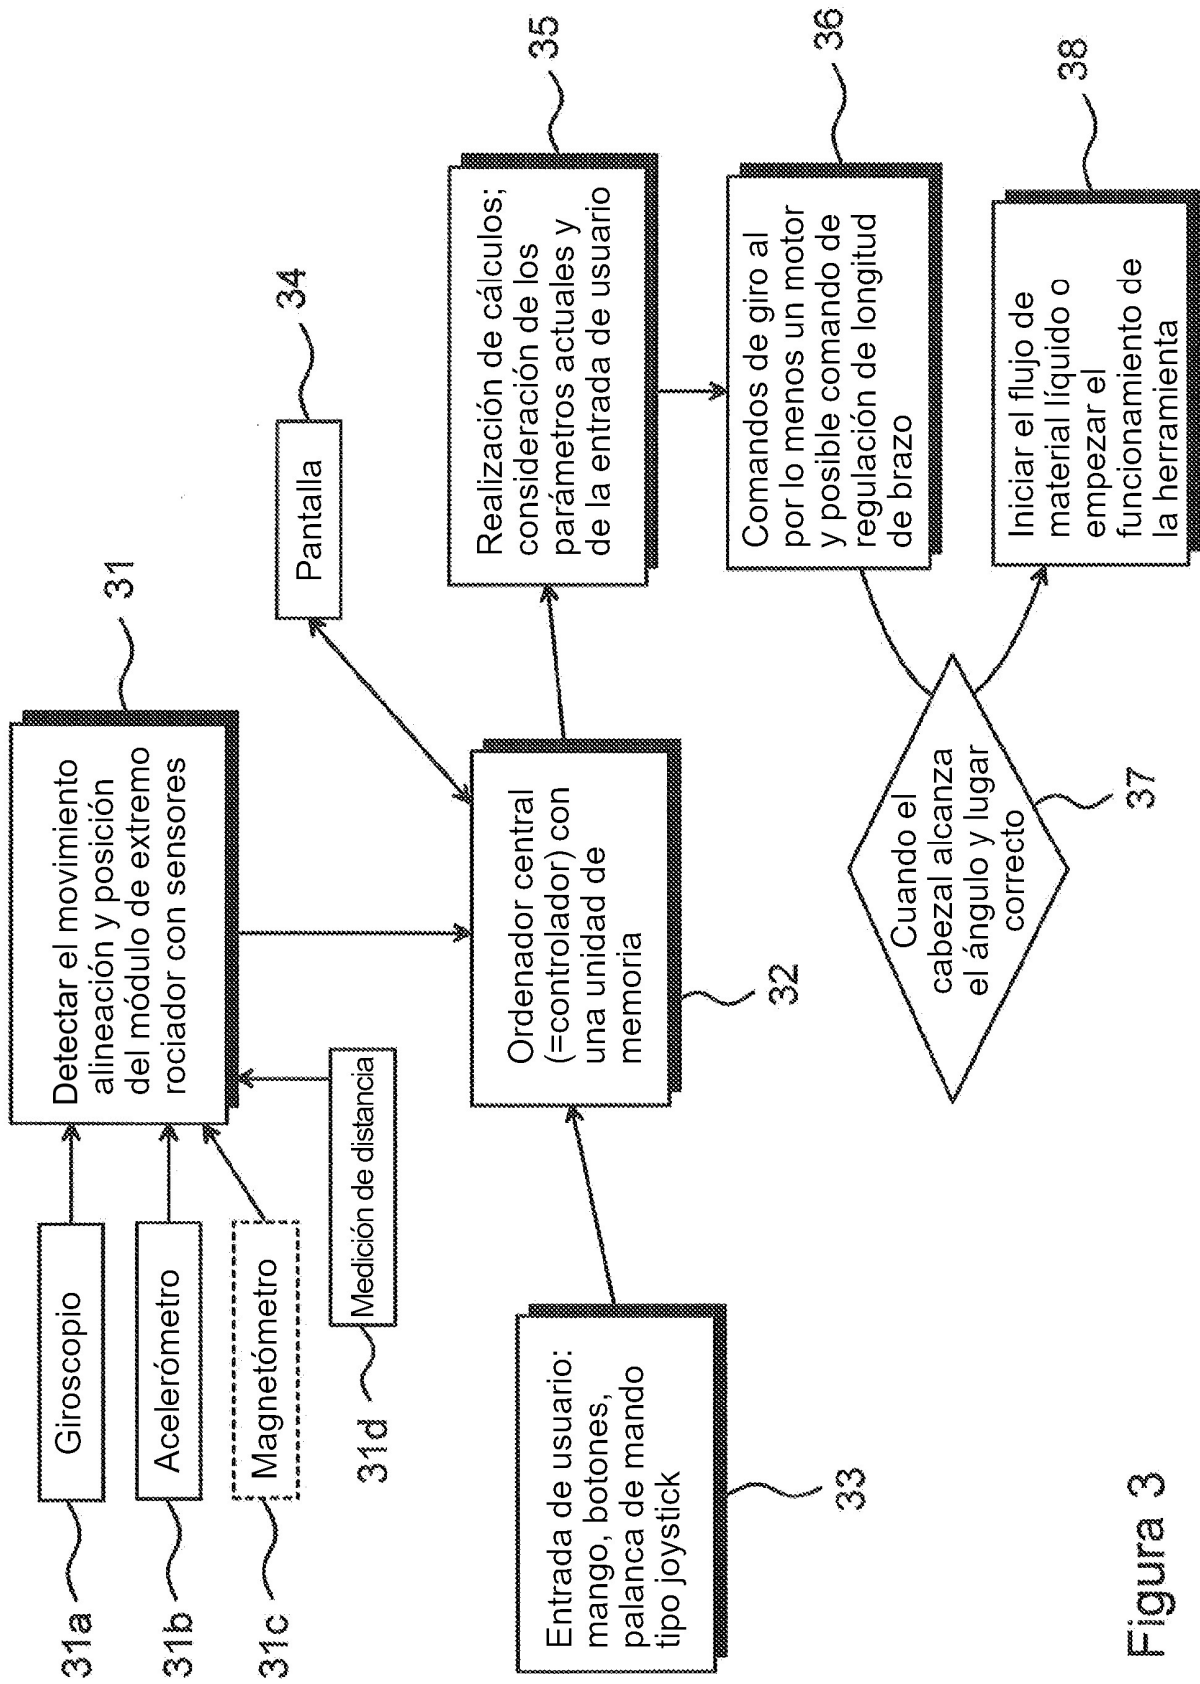 31a
Giroscopio
31b
Acelerómetro
31c
Magnetómetro
31d
Medición de distancia
Detectar el movimiento
alineación y posición
del módulo de extremo
rociador con sensores
31
Pantalla
34
Entrada de usuario:
mango, botones,
palanca de mando
tipo joystick
33
Ordenador central
(=controlador) con
una unidad de
memoria
32
Realización de cálculos;
consideración de los
parámetros actuales y
de la entrada de usuario
35
Comandos de giro al
por lo menos un motor
y posible comando de
regulación de longitud
de brazo
36
Cuando el
cabezal alcanza
el ángulo y lugar
correcto
37
Iniciar el flujo de
material líquido o
empezar el
funcionamiento de
la herramienta
38
Figura 3